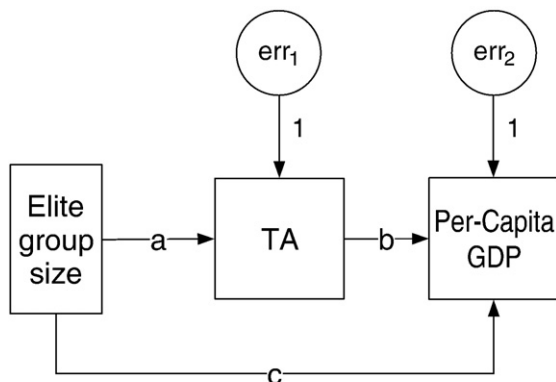 err₁
err₂
1
1
Elite
group
size
a
TA
b
Per-Capita
GDP
c